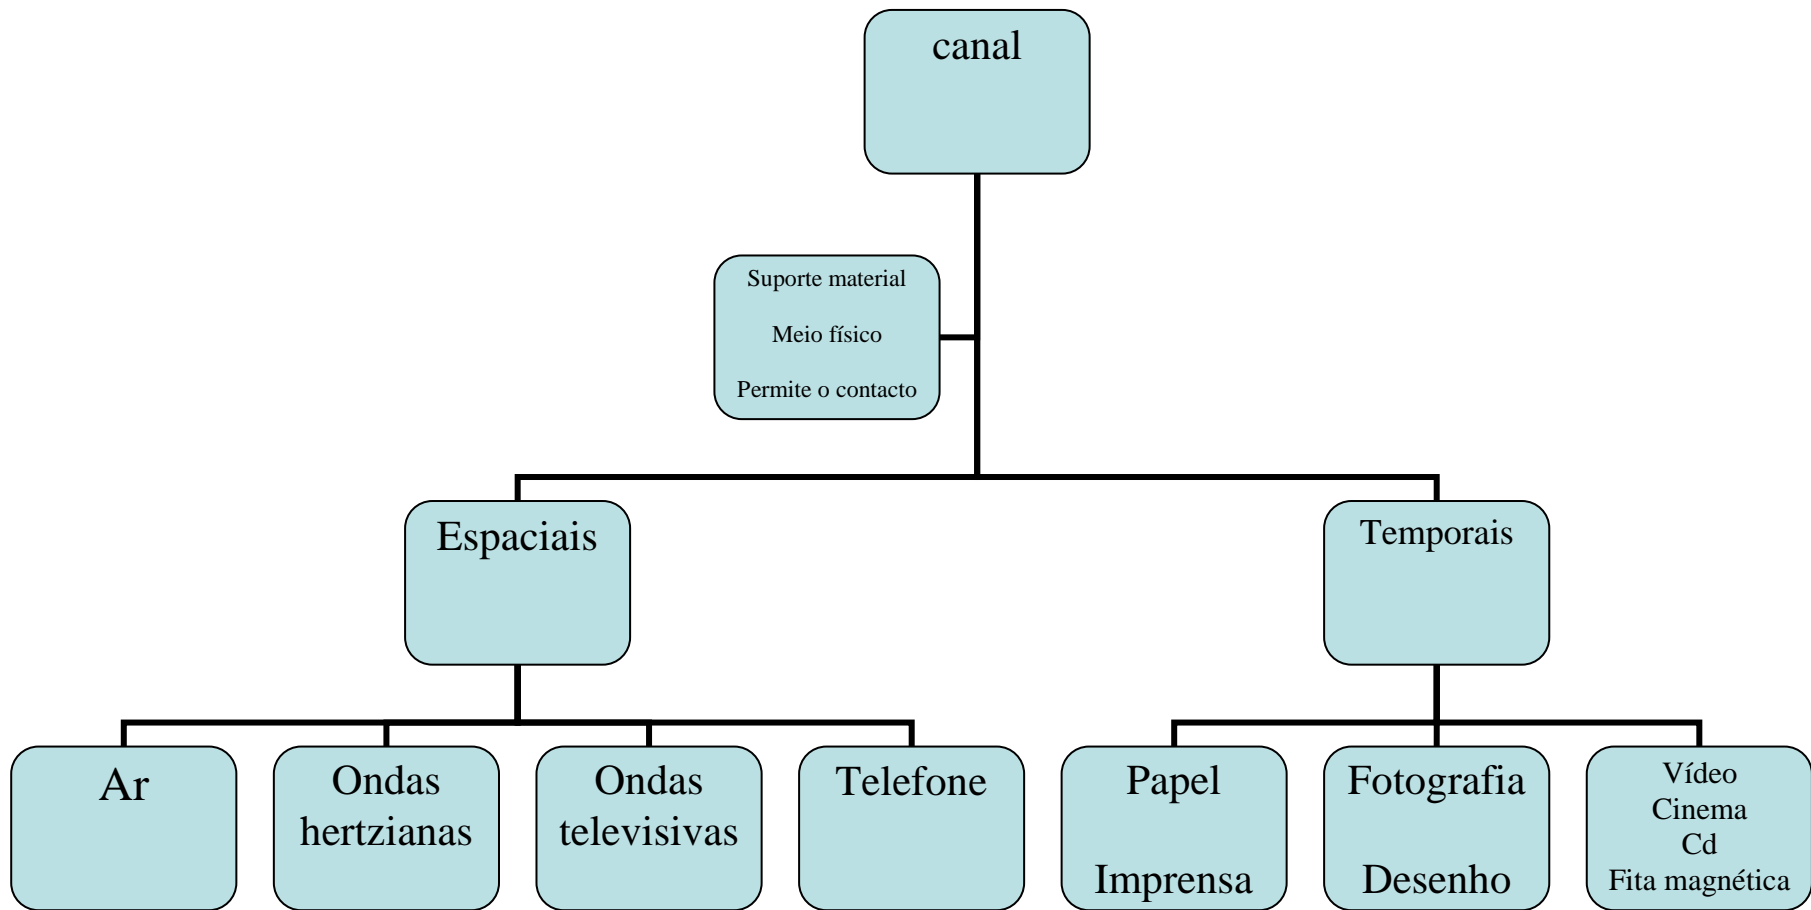 canal
Suporte material
Meio físico
Permite o contacto
Espaciais
Temporais
Ar
Ondas
hertzianas
Ondas
televisivas
Telefone
Papel
Imprensa
Fotografia
Desenho
Vídeo
Cinema
Cd
Fita magnética